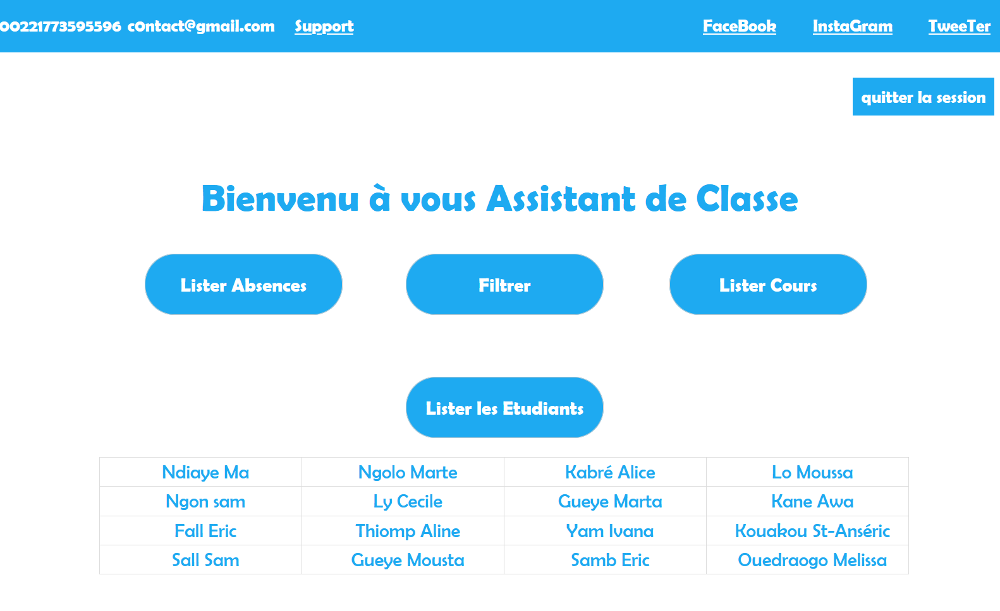 00221773595596 c0ntact@gmail.com Support FaceBook InstaGram TweeTer
quitter la session
Bienvenu à vous Assistant de Classe
Lister Absences Filtrer Lister Cours
Lister les Etudiants
Ndiaye Ma Ngolo Marte Kabré Alice Lo Moussa
Ngon sam Ly Cecile Gueye Marta Kane Awa
Fall Eric Thiomp Aline Yam Ivana Kouakou St-Anséric
Sall Sam Gueye Mousta Samb Eric Ouedraogo Melissa